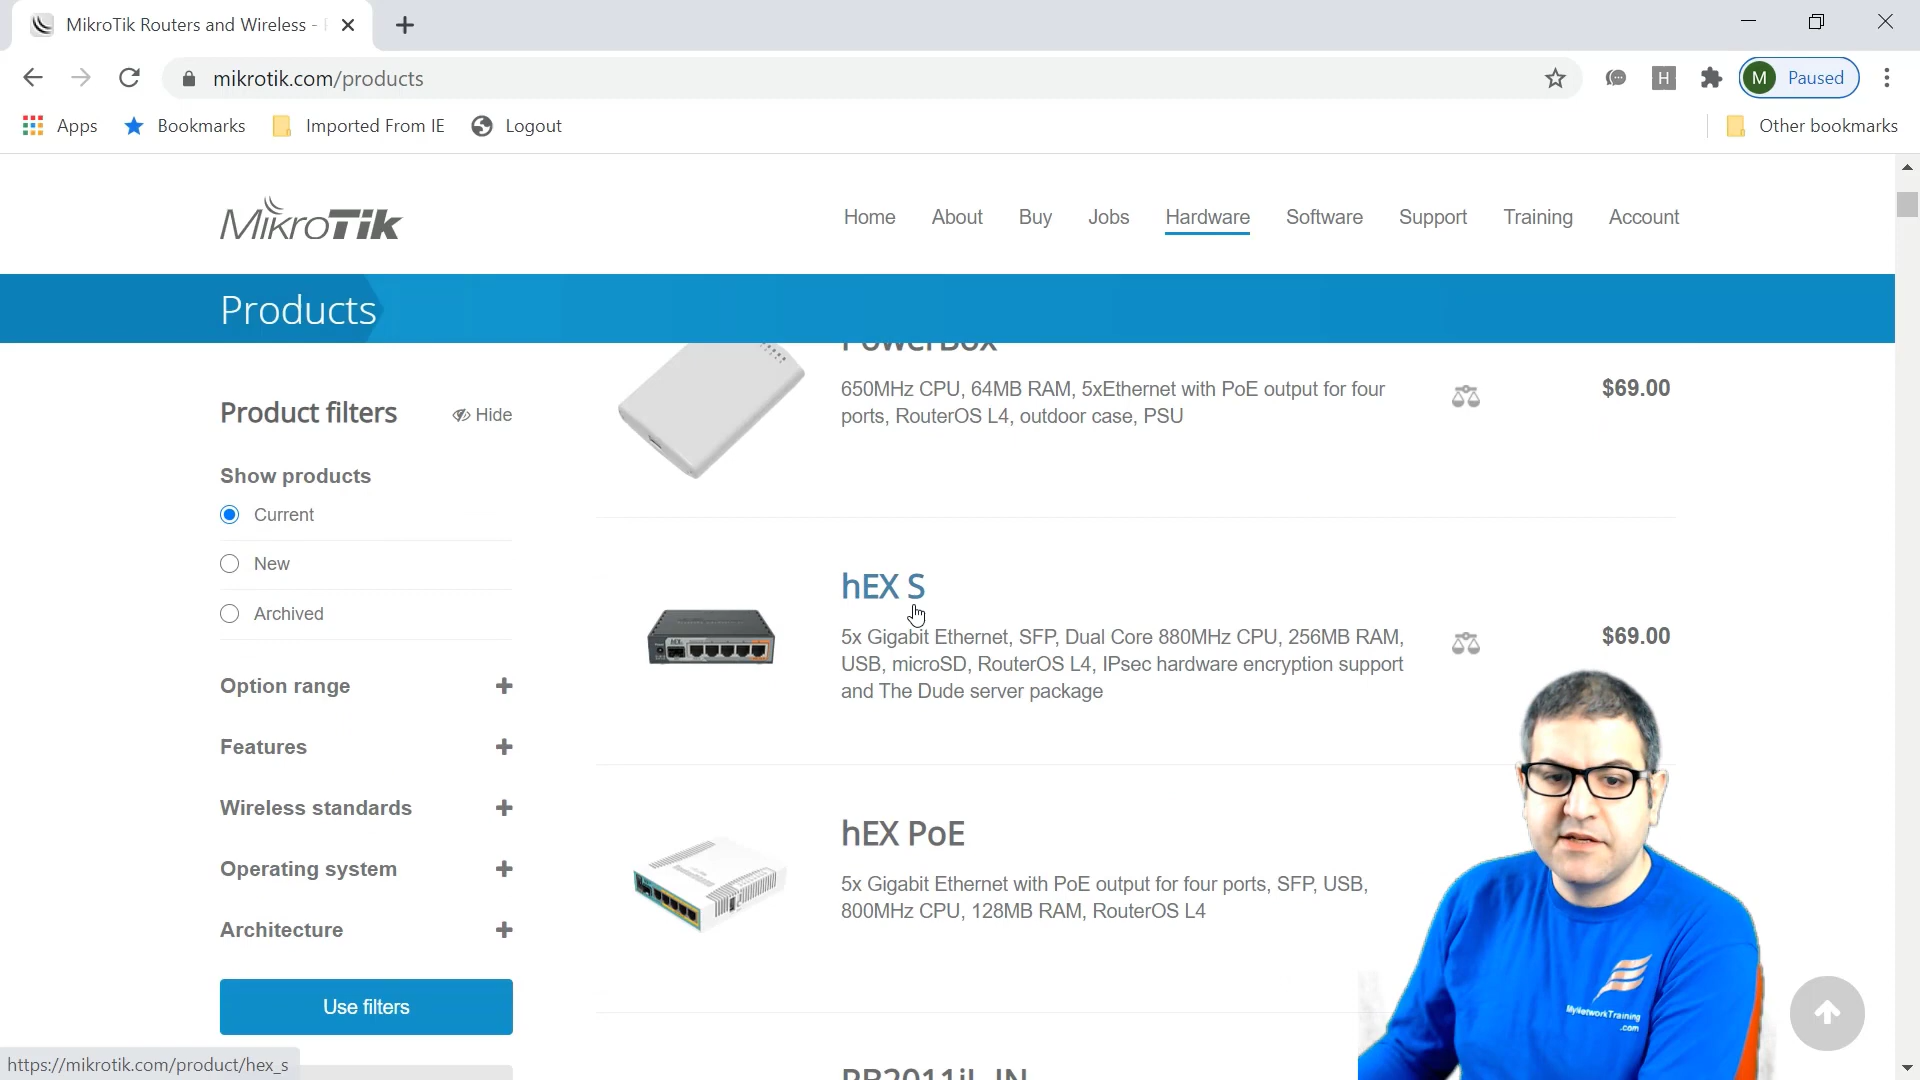 MikroTik Routers and Wireless -
mikrotik.com/products
H
M Paused
Apps Bookmarks Imported From IE Logout Other bookmarks
MikroTik
Home About Buy Jobs Hardware Software Support Training Account
Products
PowerBox
650MHz CPU, 64MB RAM, 5xEthernet with PoE output for four
ports, RouterOS L4, outdoor case, PSU
$69.00
Product filters Hide
Show products
Current
New
Archived
Option range
Features
Wireless standards
Operating system
Architecture
Use filters
hEX S
5x Gigabit Ethernet, SFP, Dual Core 880MHz CPU, 256MB RAM,
USB, microSD, RouterOS L4, IPsec hardware encryption support
and The Dude server package
$69.00
hEX PoE
5x Gigabit Ethernet with PoE output for four ports, SFP, USB,
800MHz CPU, 128MB RAM, RouterOS L4
RB2011iL-IN
MyNetworkTraining
.com
https://mikrotik.com/product/hex_s